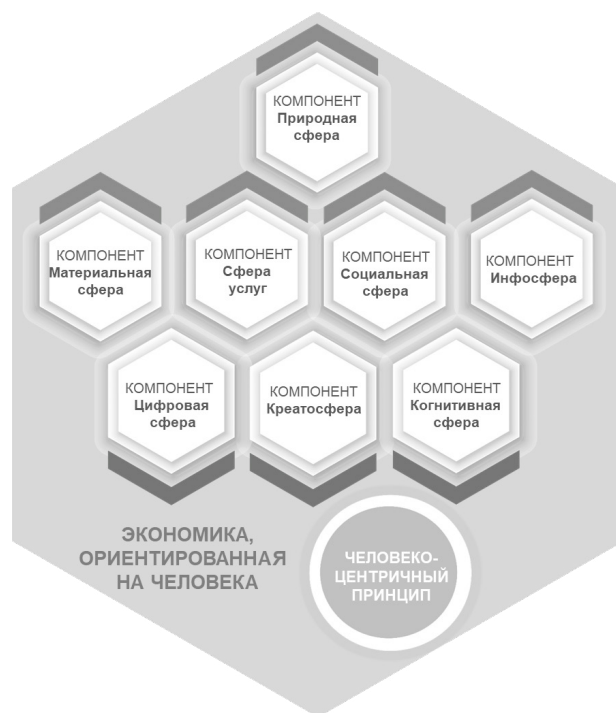 КОМПОНЕНТ
Природная
сфера
КОМПОНЕНТ
Материальная
сфера
КОМПОНЕНТ
Сфера
услуг
КОМПОНЕНТ
Социальная
сфера
КОМПОНЕНТ
Инфосфера
КОМПОНЕНТ
Цифровая
сфера
КОМПОНЕНТ
Креатосфера
КОМПОНЕНТ
Когнитивная
сфера
ЭКОНОМИКА,
ОРИЕНТИРОВАННАЯ
НА ЧЕЛОВЕКА
ЧЕЛОВЕКО-
ЦЕНТРИЧНЫЙ
ПРИНЦИП